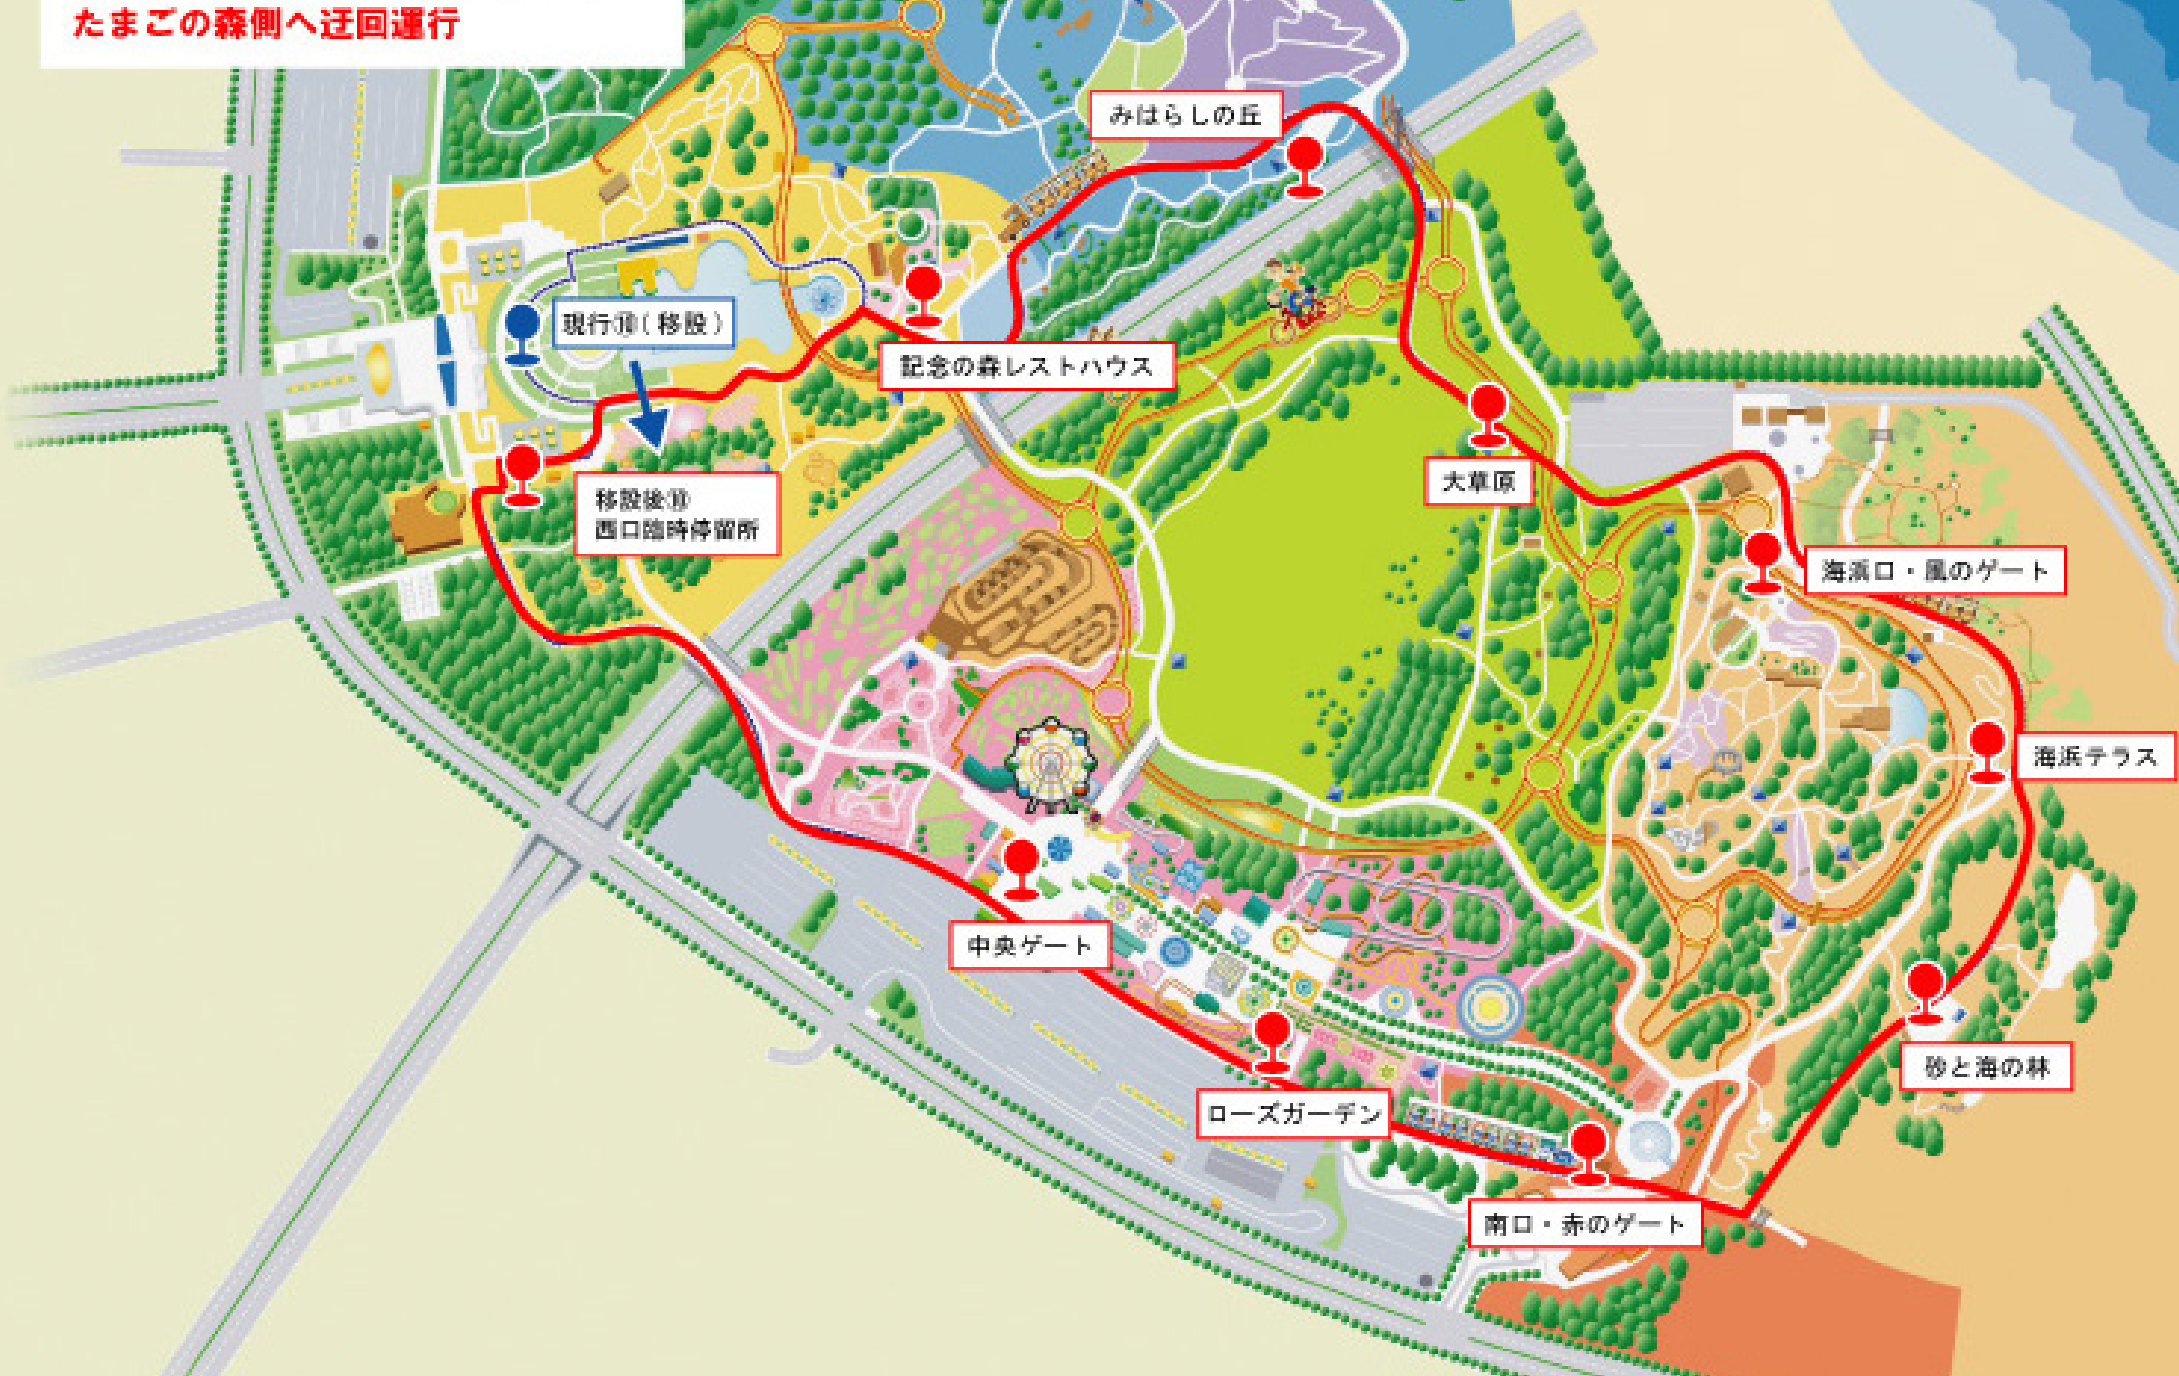 たまごの森側へ迂回運行
みはらしの丘
現行⑩(移設)
記念の森レストハウス
大草原
移設後⑩
西口臨時停留所
海浜口・風のゲート
海浜テラス
中央ゲート
砂と海の林
ローズガーデン
南口・赤のゲート